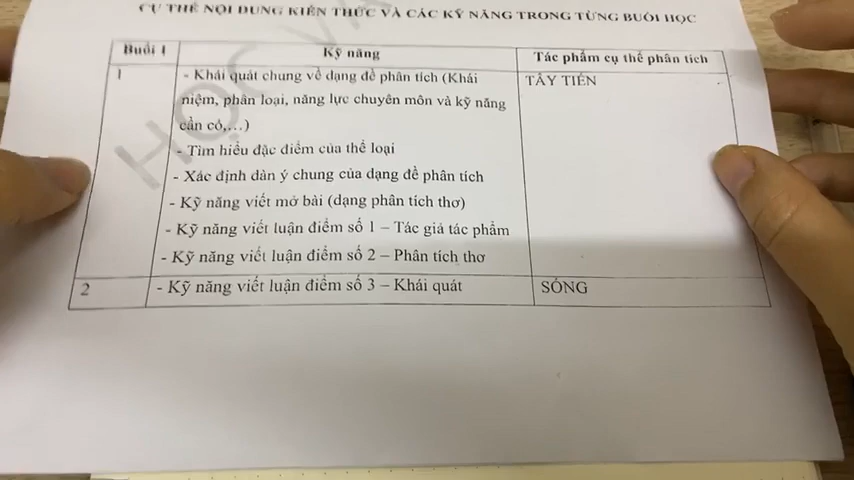 CỤ THỂ NỘI DUNG KIẾN THỨC VÀ CÁC KỸ NĂNG TRONG TỪNG BUỔI HỌC
Buổi 1 Kỹ năng Tác phẩm cụ thể phân tích
1 - Khái quát chung về dạng đề phân tích (Khái TÂY TIẾN
niệm, phân loại, năng lực chuyên môn và kỹ năng
cần có,…)
- Tìm hiểu đặc điểm của thể loại
- Xác định dàn ý chung của dạng đề phân tích
- Kỹ năng viết mở bài (dạng phân tích thơ)
- Kỹ năng viết luận điểm số 1 – Tác giả tác phẩm
- Kỹ năng viết luận điểm số 2 – Phân tích thơ
2 - Kỹ năng viết luận điểm số 3 – Khái quát SÓNG
HỌC